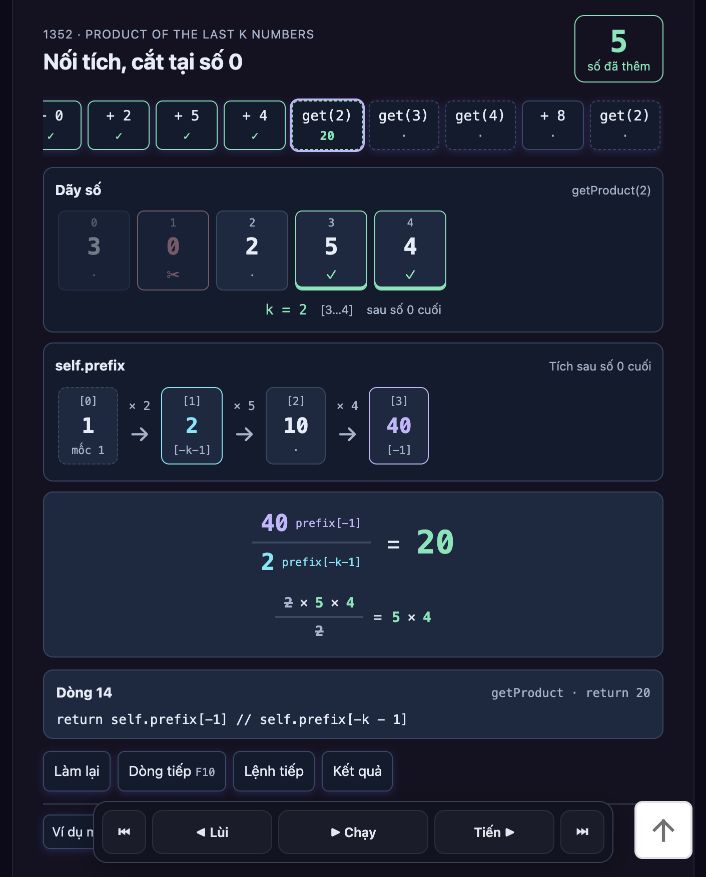 1352 · PRODUCT OF THE LAST K NUMBERS
Nối tích, cắt tại số 0
5
số đã thêm
+ 0 + 2 + 5 + 4 get(2) get(3) get(4) + 8 get(2)
✓ ✓ ✓ ✓ 20 · · · ·
Dãy số getProduct(2)
0 1 2 3 4
3 0 2 5 4
· ✂ · ✓ ✓
k = 2 [3…4] sau số 0 cuối
self.prefix Tích sau số 0 cuối
[0] [1] [2] [3]
1 × 2 → 2 × 5 → 10 × 4 → 40
mốc 1 [-k-1] · [-1]
40 prefix[-1]
2 prefix[-k-1]
= 20
2 × 5 × 4
2
= 5 × 4
Dòng 14 getProduct · return 20
return self.prefix[-1] // self.prefix[-k - 1]
Làm lại Dòng tiếp F10 Lệnh tiếp Kết quả
Ví dụ
⏮ ◀ Lùi ▶ Chạy Tiến ▶ ⏭
↑